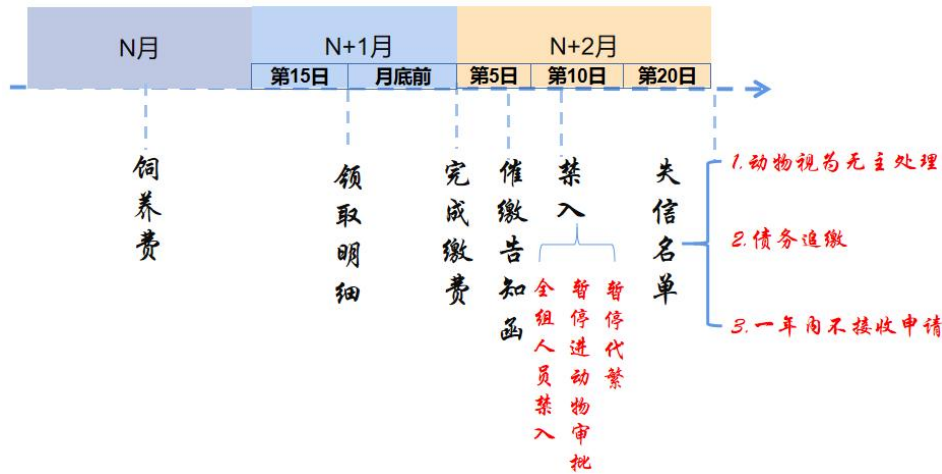 N月
N+1月
N+2月
第15日
月底前
第5日
第10日
第20日
饲养费
领取明细
完成缴费
催缴告知函
禁入
失信名单
全组人员禁入
暂停进动物审批
暂停代繁
1.动物视为无主处理
2.债务追缴
3.一年内不接收申请